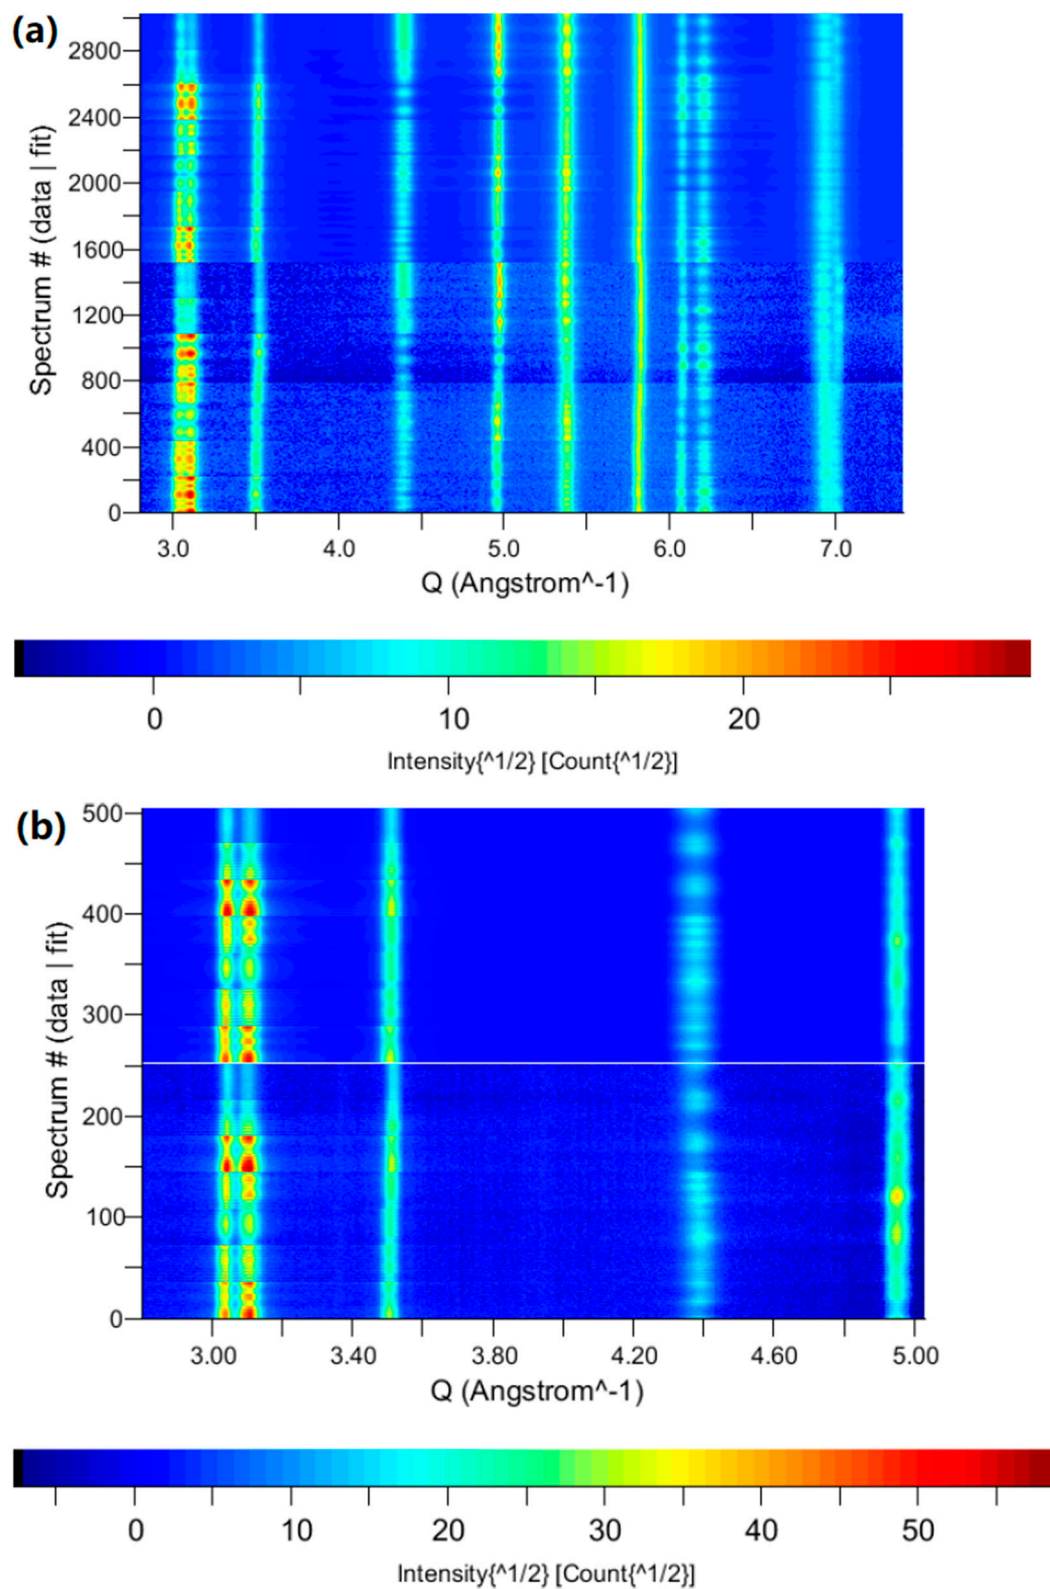 (a)
Spectrum # (data | fit)
2800
2400
2000
1600
1200
800
400
0
3.0 4.0 5.0 6.0 7.0
Q (Angstrom^-1)
0 10 20
Intensity{^1/2} [Count{^1/2}]
(b)
Spectrum # (data | fit)
500
400
300
200
100
0
3.00 3.40 3.80 4.20 4.60 5.00
Q (Angstrom^-1)
0 10 20 30 40 50
Intensity{^1/2} [Count{^1/2}]